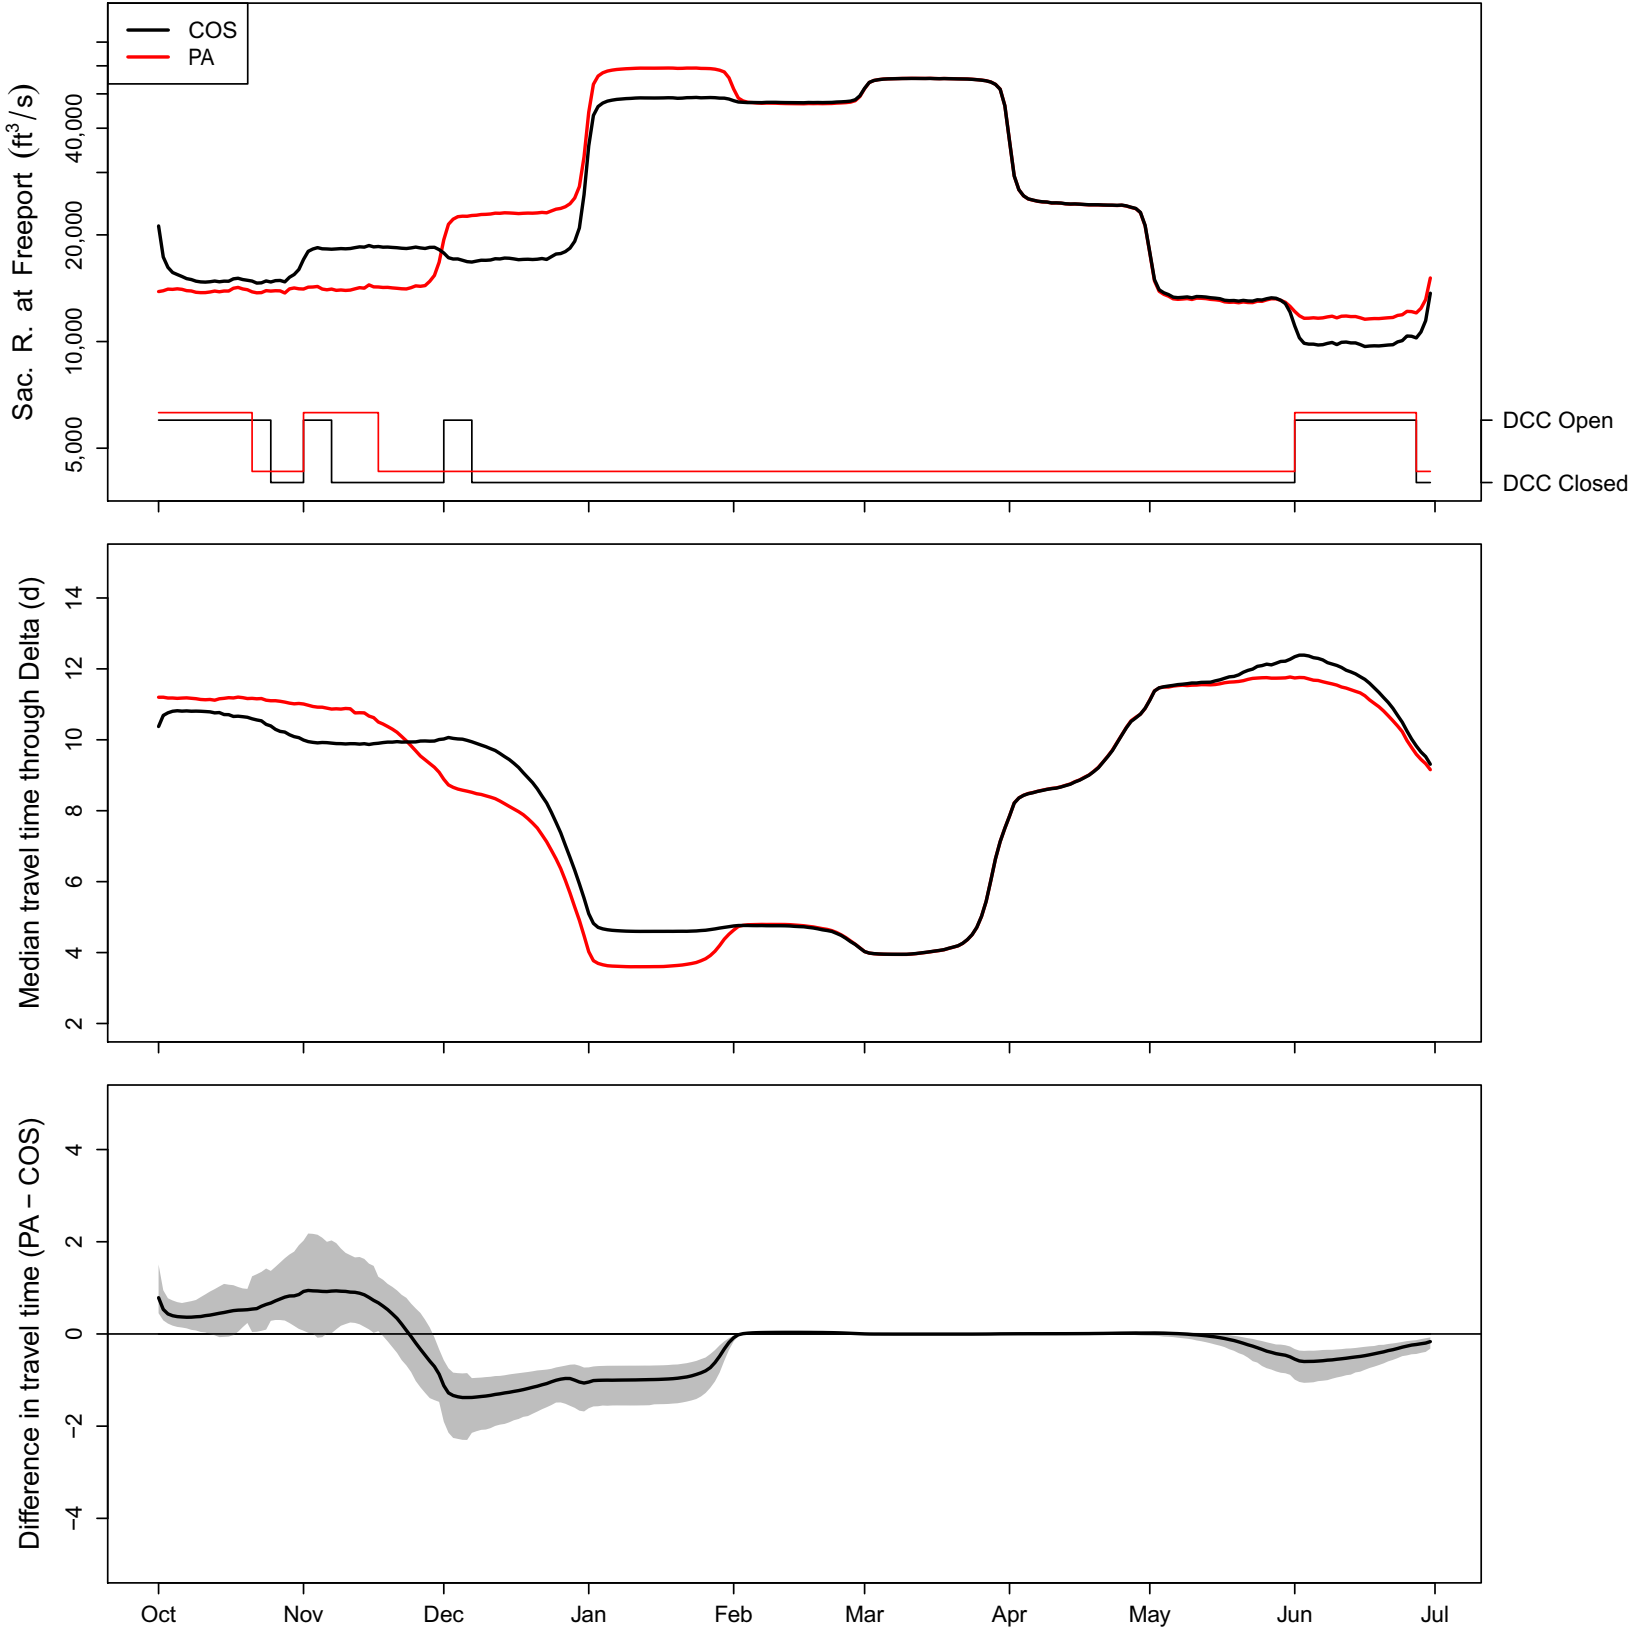 COS
PA
Sac. R. at Freeport (ft³/s)
40,000
20,000
10,000
5,000
DCC Open
DCC Closed
Median travel time through Delta (d)
14
12
10
8
6
4
2
Difference in travel time (PA − COS)
4
2
0
−2
−4
Oct Nov Dec Jan Feb Mar Apr May Jun Jul